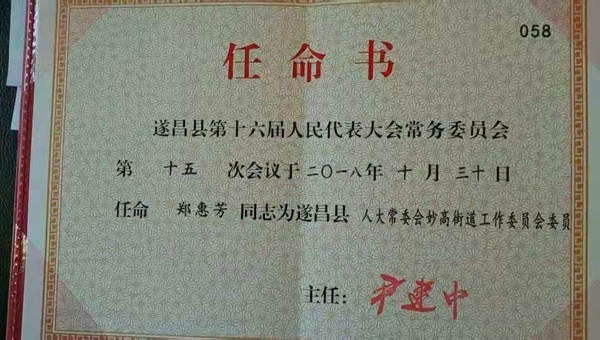 058
任命书
遂昌县第十六届人民代表大会常务委员会
第 十五 次会议于二〇一八年 十 月 三十 日
任命 郑惠芳 同志为遂昌县 人大常委会妙高街道工作委员会委员
主任：尹建中